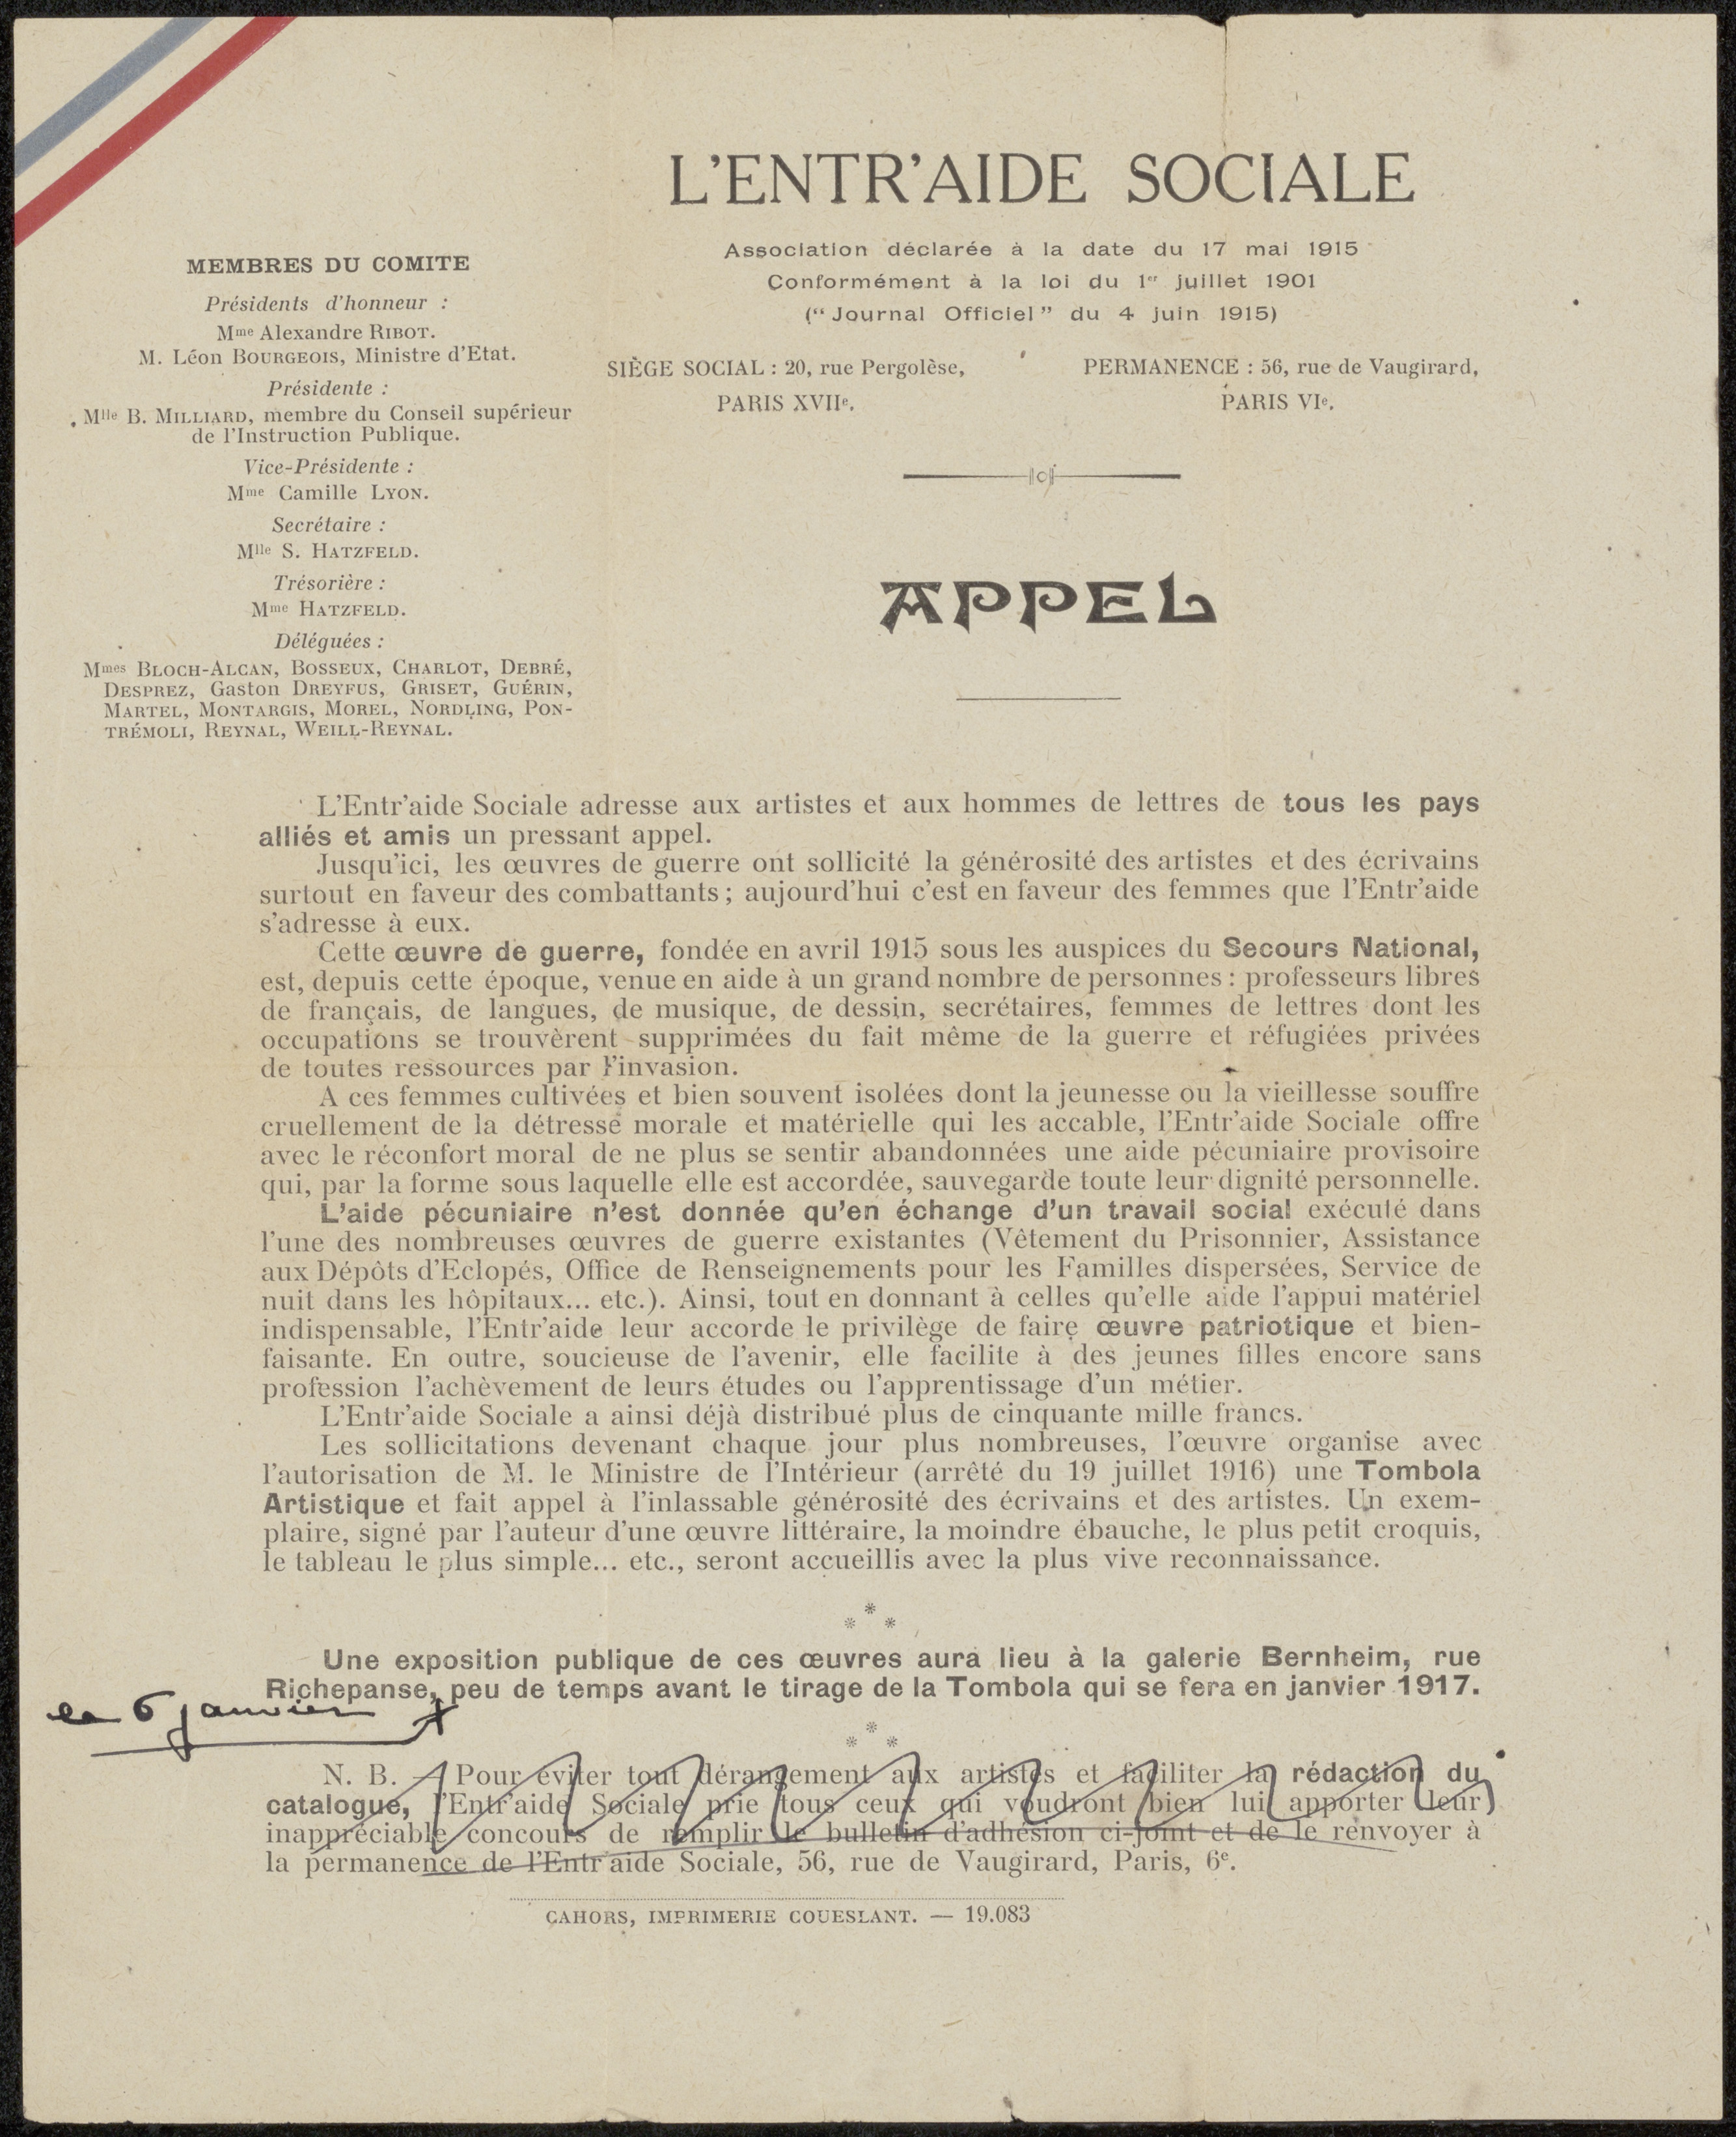 L'ENTR'AIDE SOCIALE
Association déclarée à la date du 17 mai 1915
Conformément à la loi du 1er juillet 1901
(“Journal Officiel” du 4 juin 1915)
SIÈGE SOCIAL : 20, rue Pergolèse,
PARIS XVIIe.
PERMANENCE : 56, rue de Vaugirard,
PARIS VIe.
MEMBRES DU COMITE
Présidents d'honneur :
Mme Alexandre RIBOT.
M. Léon BOURGEOIS, Ministre d'Etat.
Présidente :
Mlle B. MILLIARD, membre du Conseil supérieur
de l'Instruction Publique.
Vice-Présidente :
Mme Camille LYON.
Secrétaire :
Mlle S. HATZFELD.
Trésorière :
Mme HATZFELD.
Déléguées :
Mmes BLOCH-ALCAN, BOSSEUX, CHARLOT, DEBRÉ,
DESPREZ, Gaston DREYFUS, GRISET, GUÉRIN,
MARTEL, MONTARGIS, MOREL, NORDLING, PON-
TRÉMOLI, REYNAL, WEILL-REYNAL.
APPEL
L'Entr'aide Sociale adresse aux artistes et aux hommes de lettres de tous les pays
alliés et amis un pressant appel.
Jusqu'ici, les œuvres de guerre ont sollicité la générosité des artistes et des écrivains
surtout en faveur des combattants ; aujourd'hui c'est en faveur des femmes que l'Entr'aide
s'adresse à eux.
Cette œuvre de guerre, fondée en avril 1915 sous les auspices du Secours National,
est, depuis cette époque, venue en aide à un grand nombre de personnes : professeurs libres
de français, de langues, de musique, de dessin, secrétaires, femmes de lettres dont les
occupations se trouvèrent supprimées du fait même de la guerre et réfugiées privées
de toutes ressources par l'invasion.
A ces femmes cultivées et bien souvent isolées dont la jeunesse ou la vieillesse souffre
cruellement de la détresse morale et matérielle qui les accable, l'Entr'aide Sociale offre
avec le réconfort moral de ne plus se sentir abandonnées une aide pécuniaire provisoire
qui, par la forme sous laquelle elle est accordée, sauvegarde toute leur dignité personnelle.
L'aide pécuniaire n'est donnée qu'en échange d'un travail social exécuté dans
l'une des nombreuses œuvres de guerre existantes (Vêtement du Prisonnier, Assistance
aux Dépôts d'Eclopés, Office de Renseignements pour les Familles dispersées, Service de
nuit dans les hôpitaux... etc.). Ainsi, tout en donnant à celles qu'elle aide l'appui matériel
indispensable, l'Entr'aide leur accorde le privilège de faire œuvre patriotique et bien-
faisante. En outre, soucieuse de l'avenir, elle facilite à des jeunes filles encore sans
profession l'achèvement de leurs études ou l'apprentissage d'un métier.
L'Entr'aide Sociale a ainsi déjà distribué plus de cinquante mille francs.
Les sollicitations devenant chaque jour plus nombreuses, l'œuvre organise avec
l'autorisation de M. le Ministre de l'Intérieur (arrêté du 19 juillet 1916) une Tombola
Artistique et fait appel à l'inlassable générosité des écrivains et des artistes. Un exem-
plaire, signé par l'auteur d'une œuvre littéraire, la moindre ébauche, le plus petit croquis,
le tableau le plus simple... etc., seront accueillis avec la plus vive reconnaissance.
* * *
Une exposition publique de ces œuvres aura lieu à la galerie Bernheim, rue
Richepanse, peu de temps avant le tirage de la Tombola qui se fera en janvier 1917.
le 6 janvier
* * *
N. B. — Pour éviter tout dérangement aux artistes et faciliter la rédaction du
catalogue, l'Entr'aide Sociale prie tous ceux qui voudront bien lui apporter leur
inappréciable concours de remplir le bulletin d'adhésion ci-joint et de le renvoyer à
la permanence de l'Entr'aide Sociale, 56, rue de Vaugirard, Paris, 6e.
CAHORS, IMPRIMERIE COUESLANT. — 19.083